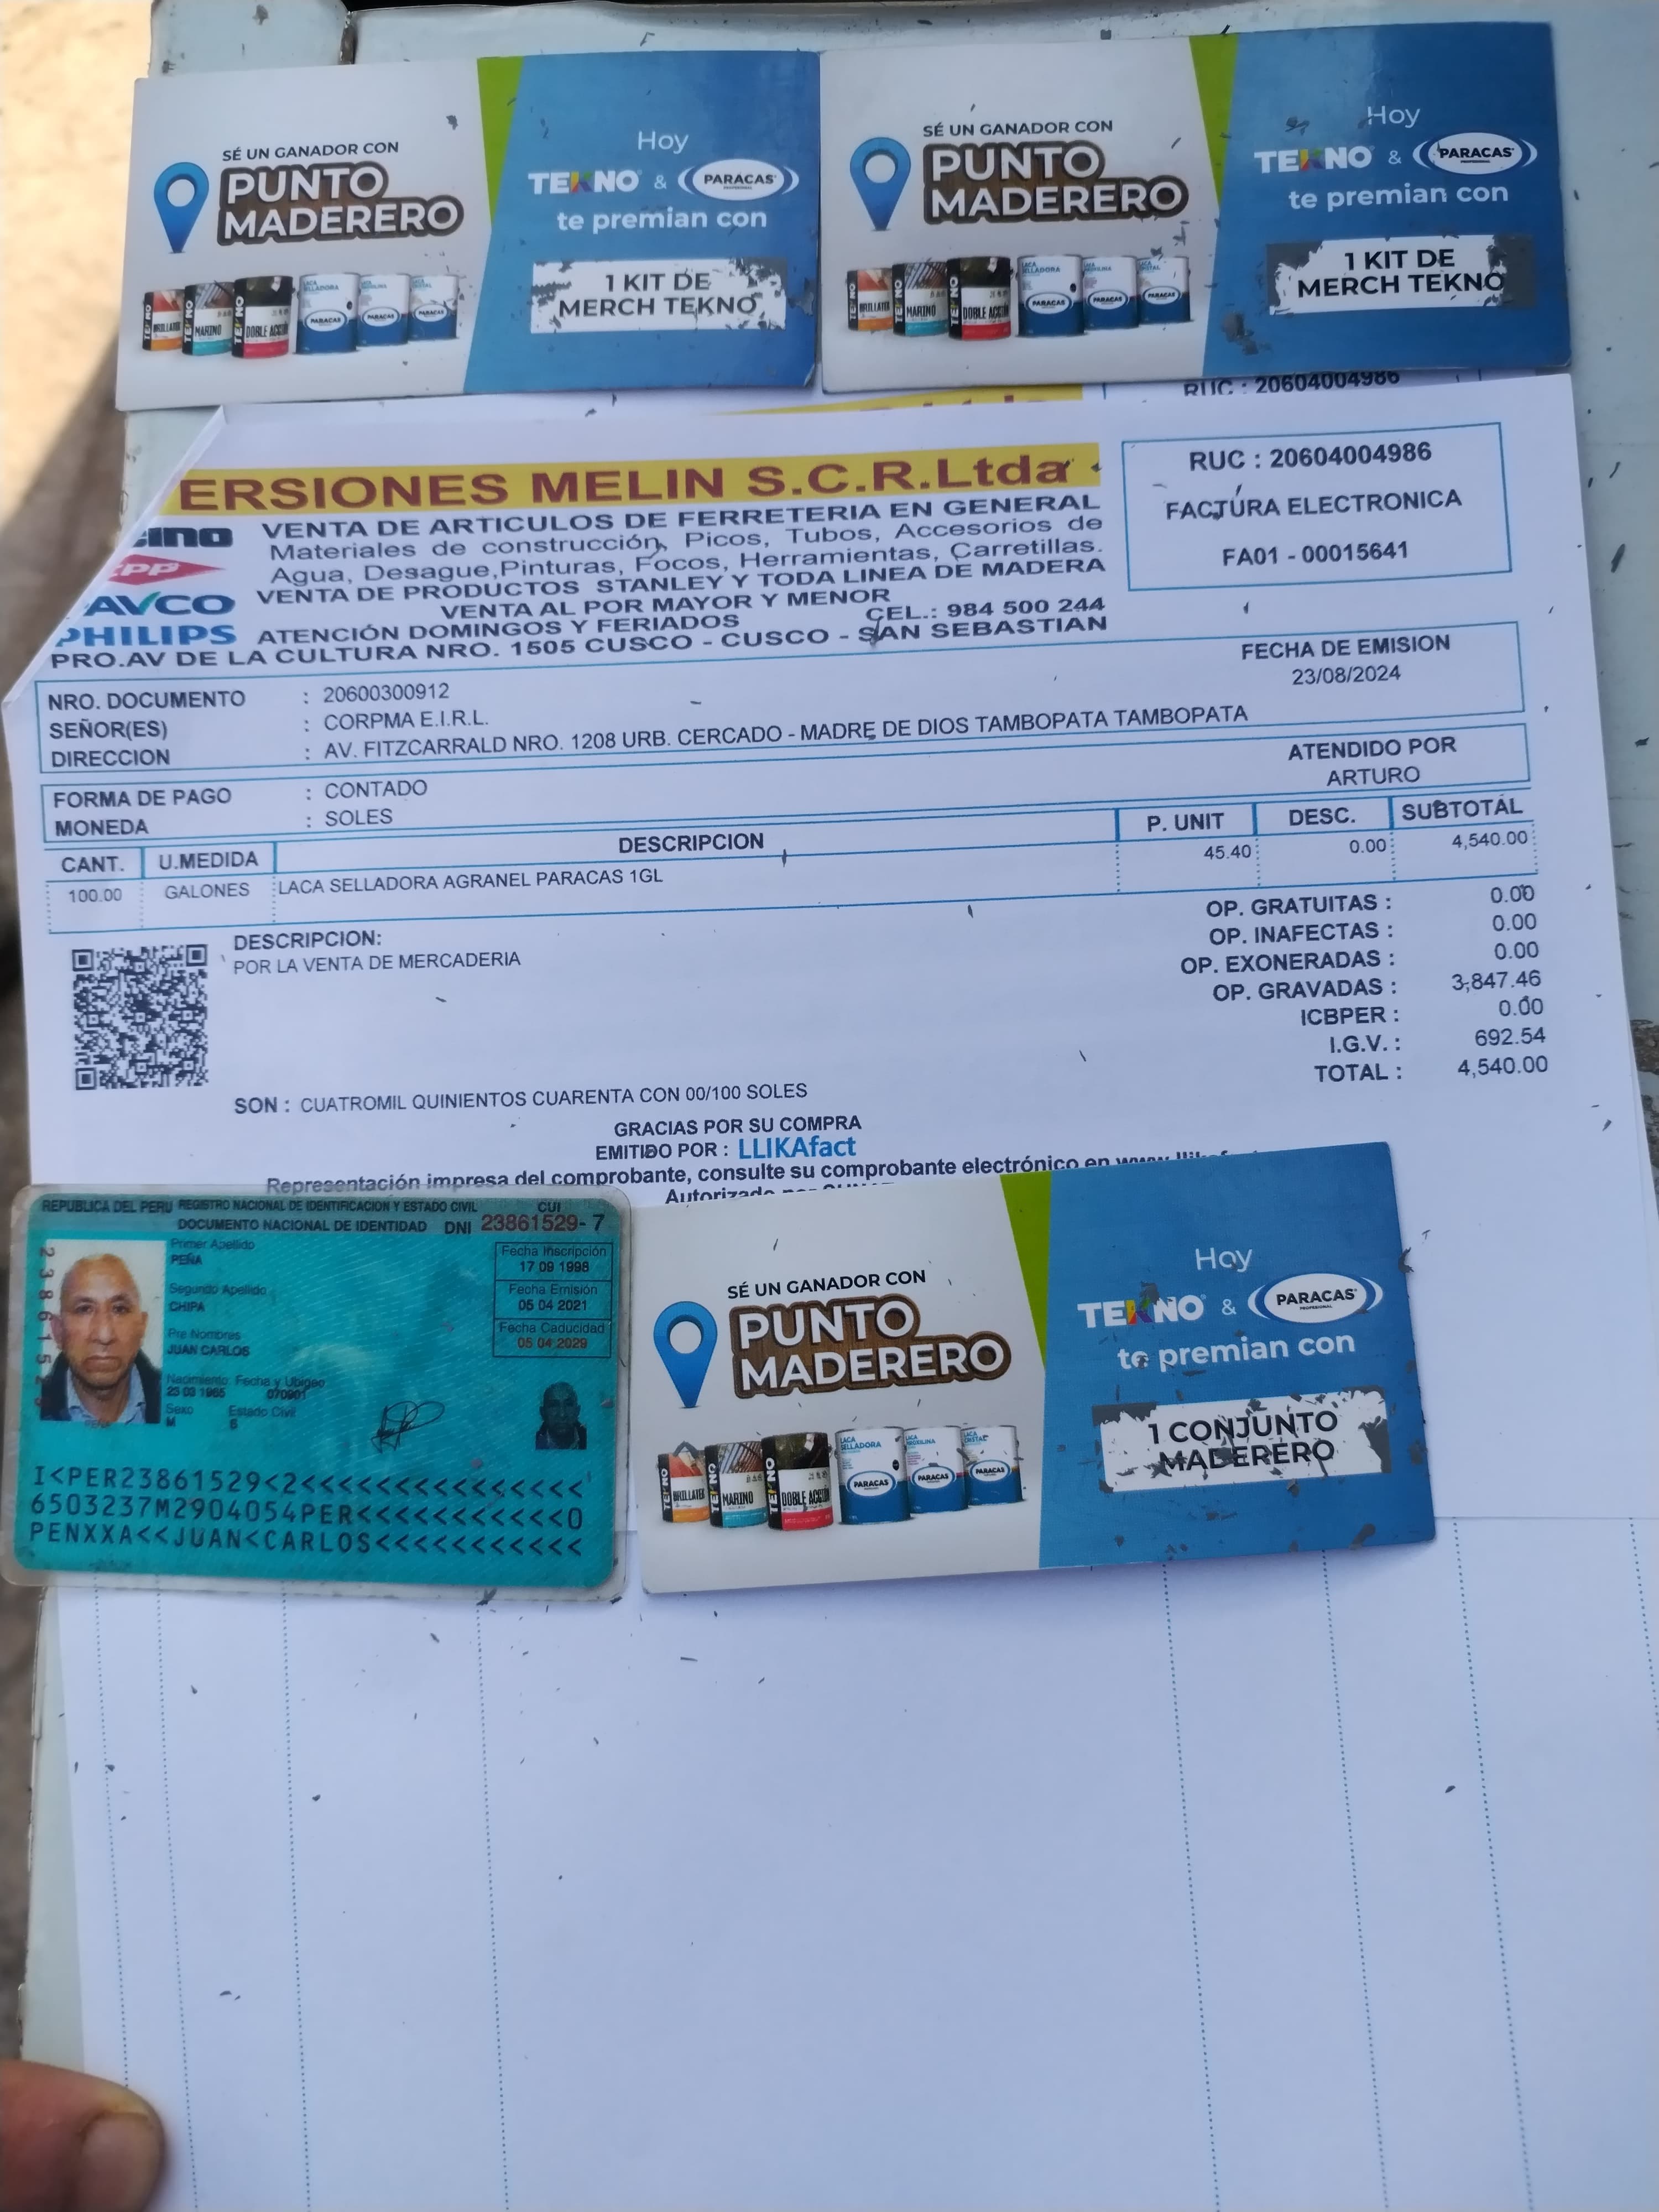 SÉ UN GANADOR CON
PUNTO
MADERERO
Hoy
TEKNO & PARACAS
te premian con
1 KIT DE
MERCH TEKNO
SÉ UN GANADOR CON
PUNTO
MADERERO
Hoy
TEKNO & PARACAS
te premian con
1 KIT DE
MERCH TEKNO
RUC : 20604004986
ERSIONES MELIN S.C.R.Ltda
VENTA DE ARTICULOS DE FERRETERIA EN GENERAL
Materiales de construcción, Picos, Tubos, Accesorios de
Agua, Desague,Pinturas, Focos, Herramientas, Carretillas.
VENTA DE PRODUCTOS STANLEY Y TODA LINEA DE MADERA
VENTA AL POR MAYOR Y MENOR
ATENCIÓN DOMINGOS Y FERIADOS CEL.: 984 500 244
PRO.AV DE LA CULTURA NRO. 1505 CUSCO - CUSCO - SAN SEBASTIAN
CPP
PAVCO
PHILIPS
RUC : 20604004986
FACTURA ELECTRONICA
FA01 - 00015641
FECHA DE EMISION
23/08/2024
NRO. DOCUMENTO : 20600300912
SEÑOR(ES) : CORPMA E.I.R.L.
DIRECCION : AV. FITZCARRALD NRO. 1208 URB. CERCADO - MADRE DE DIOS TAMBOPATA TAMBOPATA
FORMA DE PAGO : CONTADO
MONEDA : SOLES
ATENDIDO POR
ARTURO
CANT. U.MEDIDA DESCRIPCION P. UNIT DESC. SUBTOTAL
100.00 GALONES LACA SELLADORA AGRANEL PARACAS 1GL 45.40 0.00 4,540.00
DESCRIPCION:
POR LA VENTA DE MERCADERIA
OP. GRATUITAS : 0.00
OP. INAFECTAS : 0.00
OP. EXONERADAS : 0.00
OP. GRAVADAS : 3,847.46
ICBPER : 0.00
I.G.V. : 692.54
TOTAL : 4,540.00
SON : CUATROMIL QUINIENTOS CUARENTA CON 00/100 SOLES
GRACIAS POR SU COMPRA
EMITIDO POR : LLIKAfact
Representación impresa del comprobante, consulte su comprobante electrónico en
REPUBLICA DEL PERU REGISTRO NACIONAL DE IDENTIFICACION Y ESTADO CIVIL CUI
DOCUMENTO NACIONAL DE IDENTIDAD DNI 23861529-7
Primer Apellido
PEÑA
Segundo Apellido
CHIPA
Pre Nombres
JUAN CARLOS
Nacimiento: Fecha y Ubigeo
23 03 1965 070901
Sexo Estado Civil
M S
Fecha Inscripción
17 09 1998
Fecha Emisión
05 04 2021
Fecha Caducidad
05 04 2029
I<PER23861529<2<<<<<<<<<<<<<<<
6503237M2904054PER<<<<<<<<<<<0
PENXXA<<JUAN<CARLOS<<<<<<<<<<<
SÉ UN GANADOR CON
PUNTO
MADERERO
Hoy
TEKNO & PARACAS
te premian con
1 CONJUNTO
MADERERO